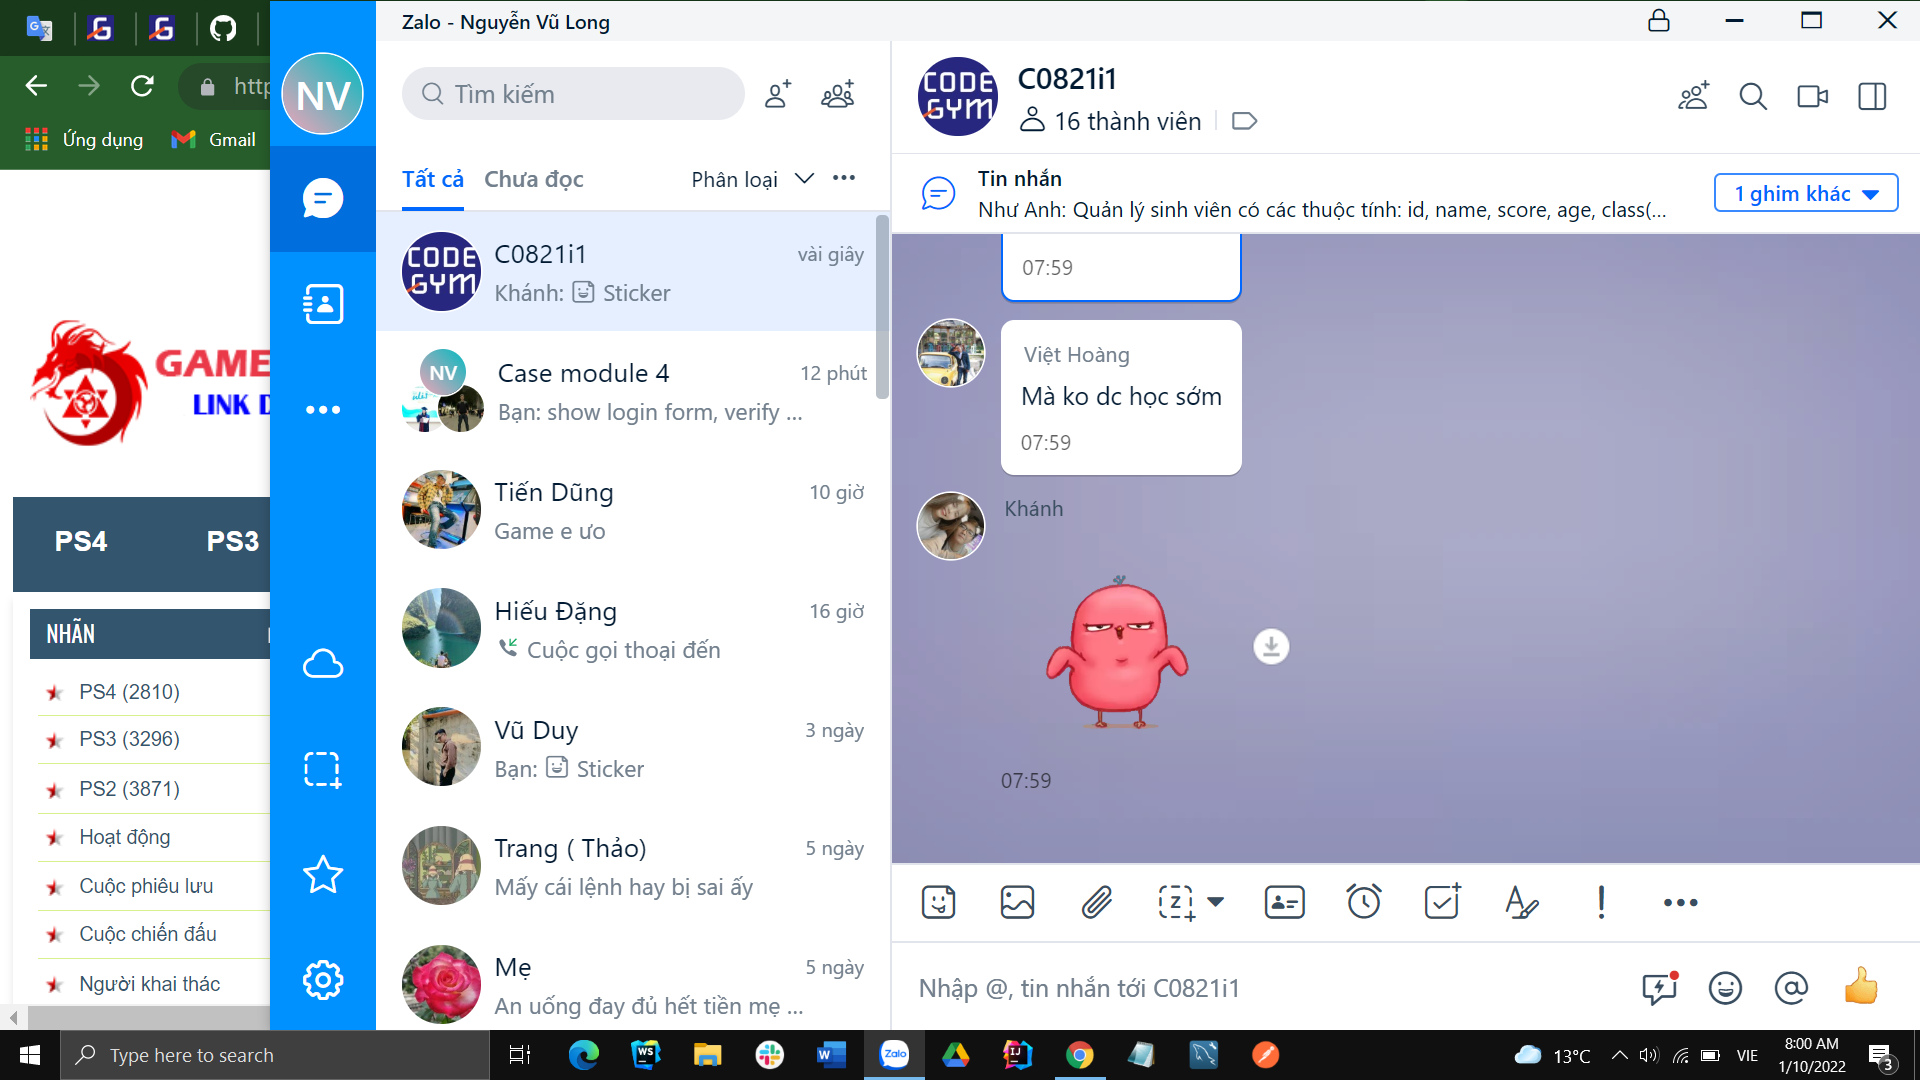 Zalo - Nguyễn Vũ Long
http
Ứng dụng
Gmail
GAME
LINK D
PS4
PS3
NHÃN
PS4 (2810)
PS3 (3296)
PS2 (3871)
Hoạt động
Cuộc phiêu lưu
Cuộc chiến đấu
Người khai thác
NV
Tìm kiếm
Tất cả
Chưa đọc
Phân loại
CODE GYM
C0821i1
vài giây
Khánh: Sticker
NV
Case module 4
12 phút
Bạn: show login form, verify ...
Tiến Dũng
10 giờ
Game e ưo
Hiếu Đặng
16 giờ
Cuộc gọi thoại đến
Vũ Duy
3 ngày
Bạn: Sticker
Trang ( Thảo)
5 ngày
Mấy cái lệnh hay bị sai ấy
Mẹ
5 ngày
An uống đay đủ hết tiền mẹ ...
CODE GYM
C0821i1
16 thành viên
Tin nhắn
Như Anh: Quản lý sinh viên có các thuộc tính: id, name, score, age, class(...
1 ghim khác
07:59
Việt Hoàng
Mà ko dc học sớm
07:59
Khánh
07:59
Nhập @, tin nhắn tới C0821i1
Type here to search
WS
W
Zalo
IJ
13°C
VIE
8:00 AM
1/10/2022
3